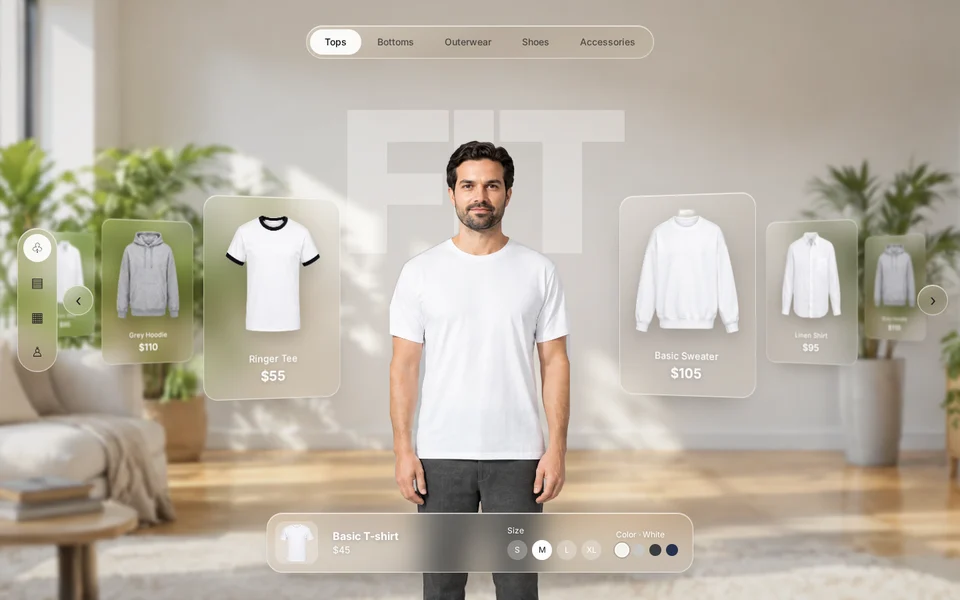 Tops
Bottoms
Outerwear
Shoes
Accessories
FIT
Grey Hoodie
$110
Ringer Tee
$55
Basic Sweater
$105
Linen Shirt
$95
Basic T-shirt
$45
Size
S
M
L
XL
Color · White